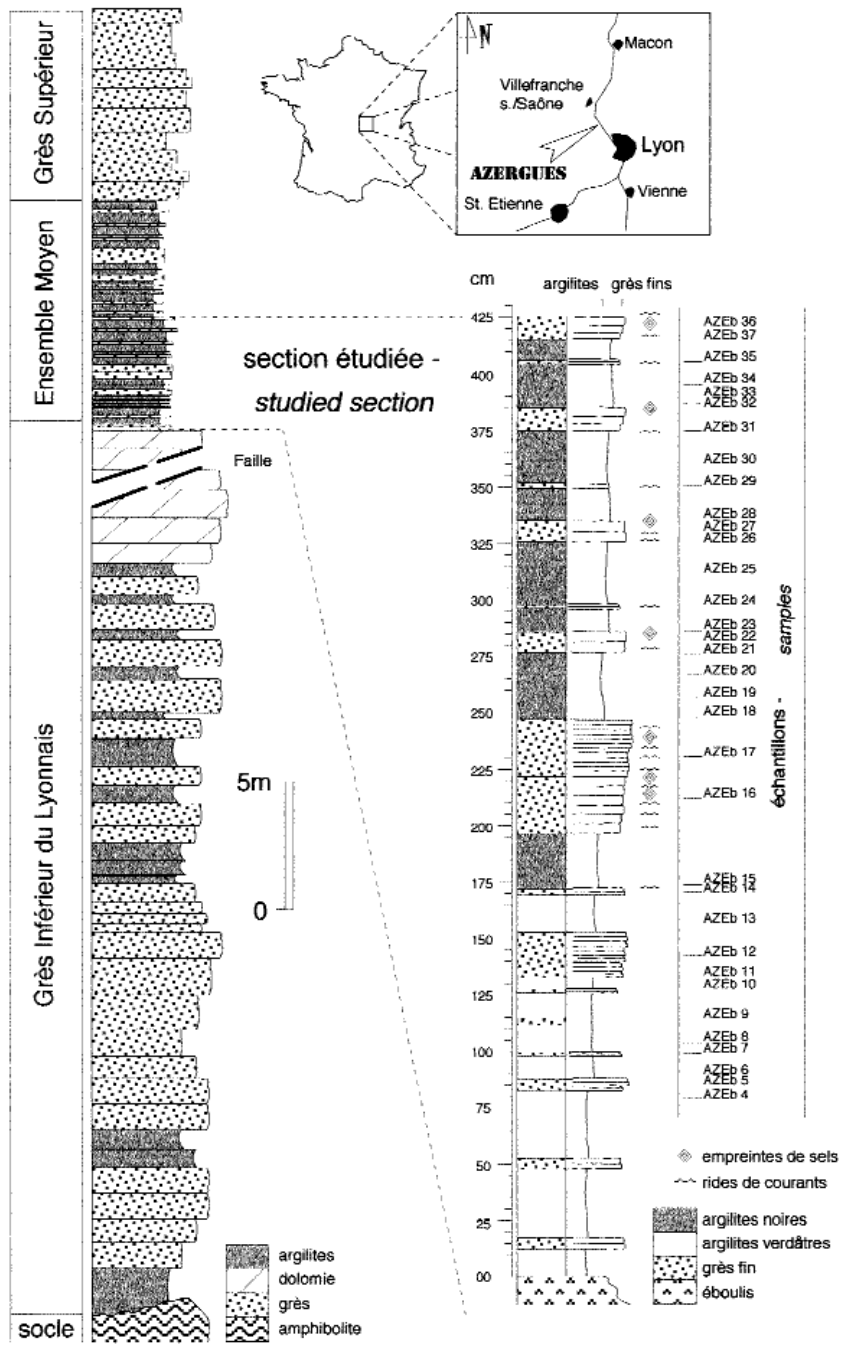 Grès Supérieur
Ensemble Moyen
Grès Inférieur du Lyonnais
socle
Faille
5m
0
argilites
dolomie
grès
amphibolite
N
Macon
Villefranche
s./Saône
Lyon
AZERGUES
St. Etienne
Vienne
section étudiée -
studied section
cm
argilites
grès fins
425
400
375
350
325
300
275
250
225
200
175
150
125
100
75
50
25
00
AZEb 36
AZEb 37
AZEb 35
AZEb 34
AZEb 33
AZEb 32
AZEb 31
AZEb 30
AZEb 29
AZEb 28
AZEb 27
AZEb 26
AZEb 25
AZEb 24
AZEb 23
AZEb 22
AZEb 21
AZEb 20
AZEb 19
AZEb 18
AZEb 17
AZEb 16
AZEb 15
AZEb 14
AZEb 13
AZEb 12
AZEb 11
AZEb 10
AZEb 9
AZEb 8
AZEb 7
AZEb 6
AZEb 5
AZEb 4
échantillons - samples
empreintes de sels
rides de courants
argilites noires
argilites verdâtres
grès fin
éboulis